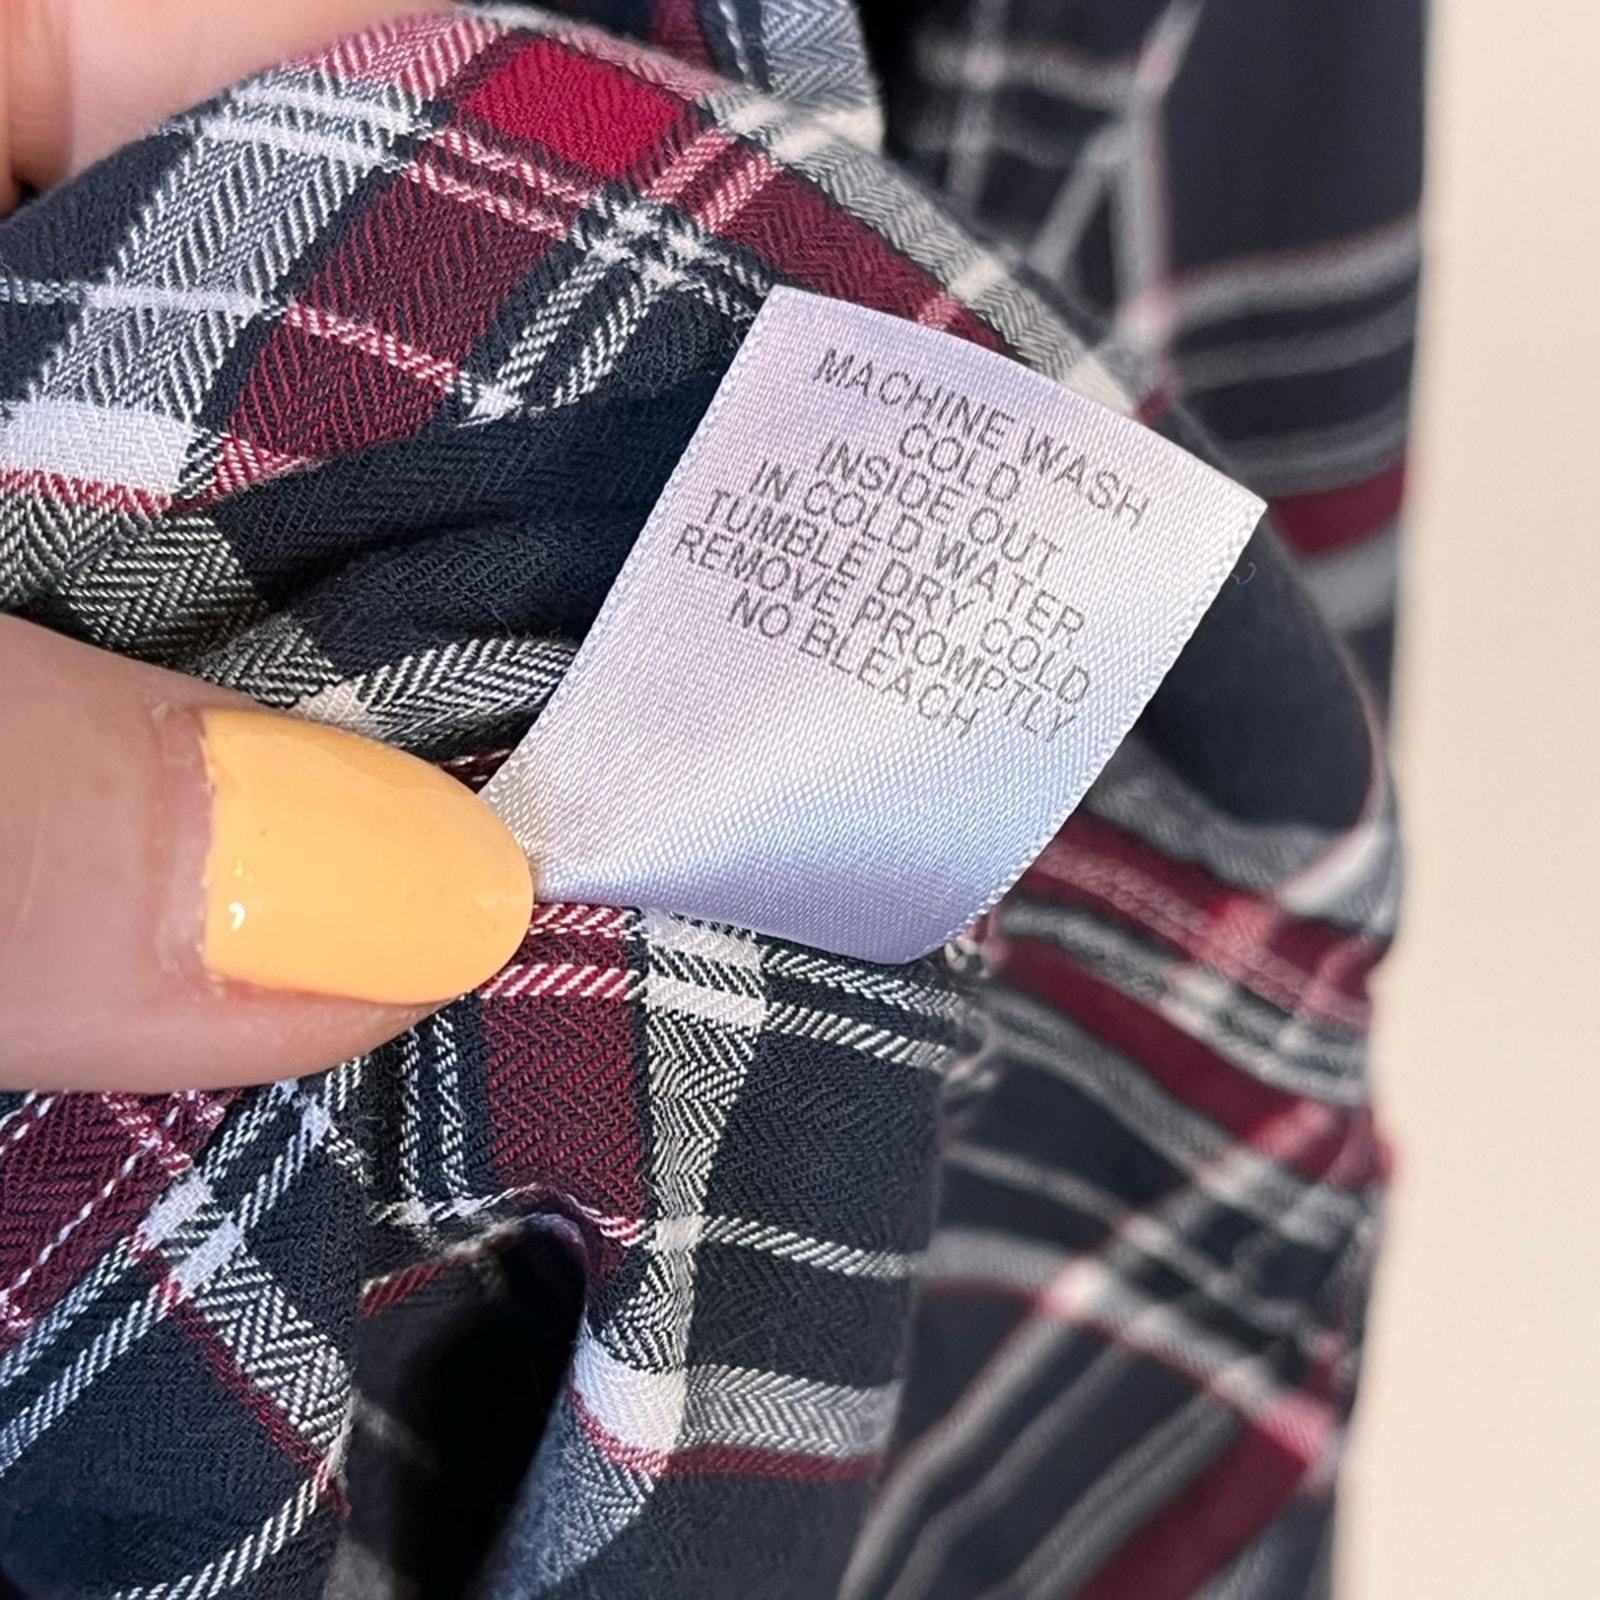 MACHINE WASH
COLD
INSIDE OUT
IN COLD WATER
TUMBLE DRY COLD
REMOVE PROMPTLY
NO BLEACH